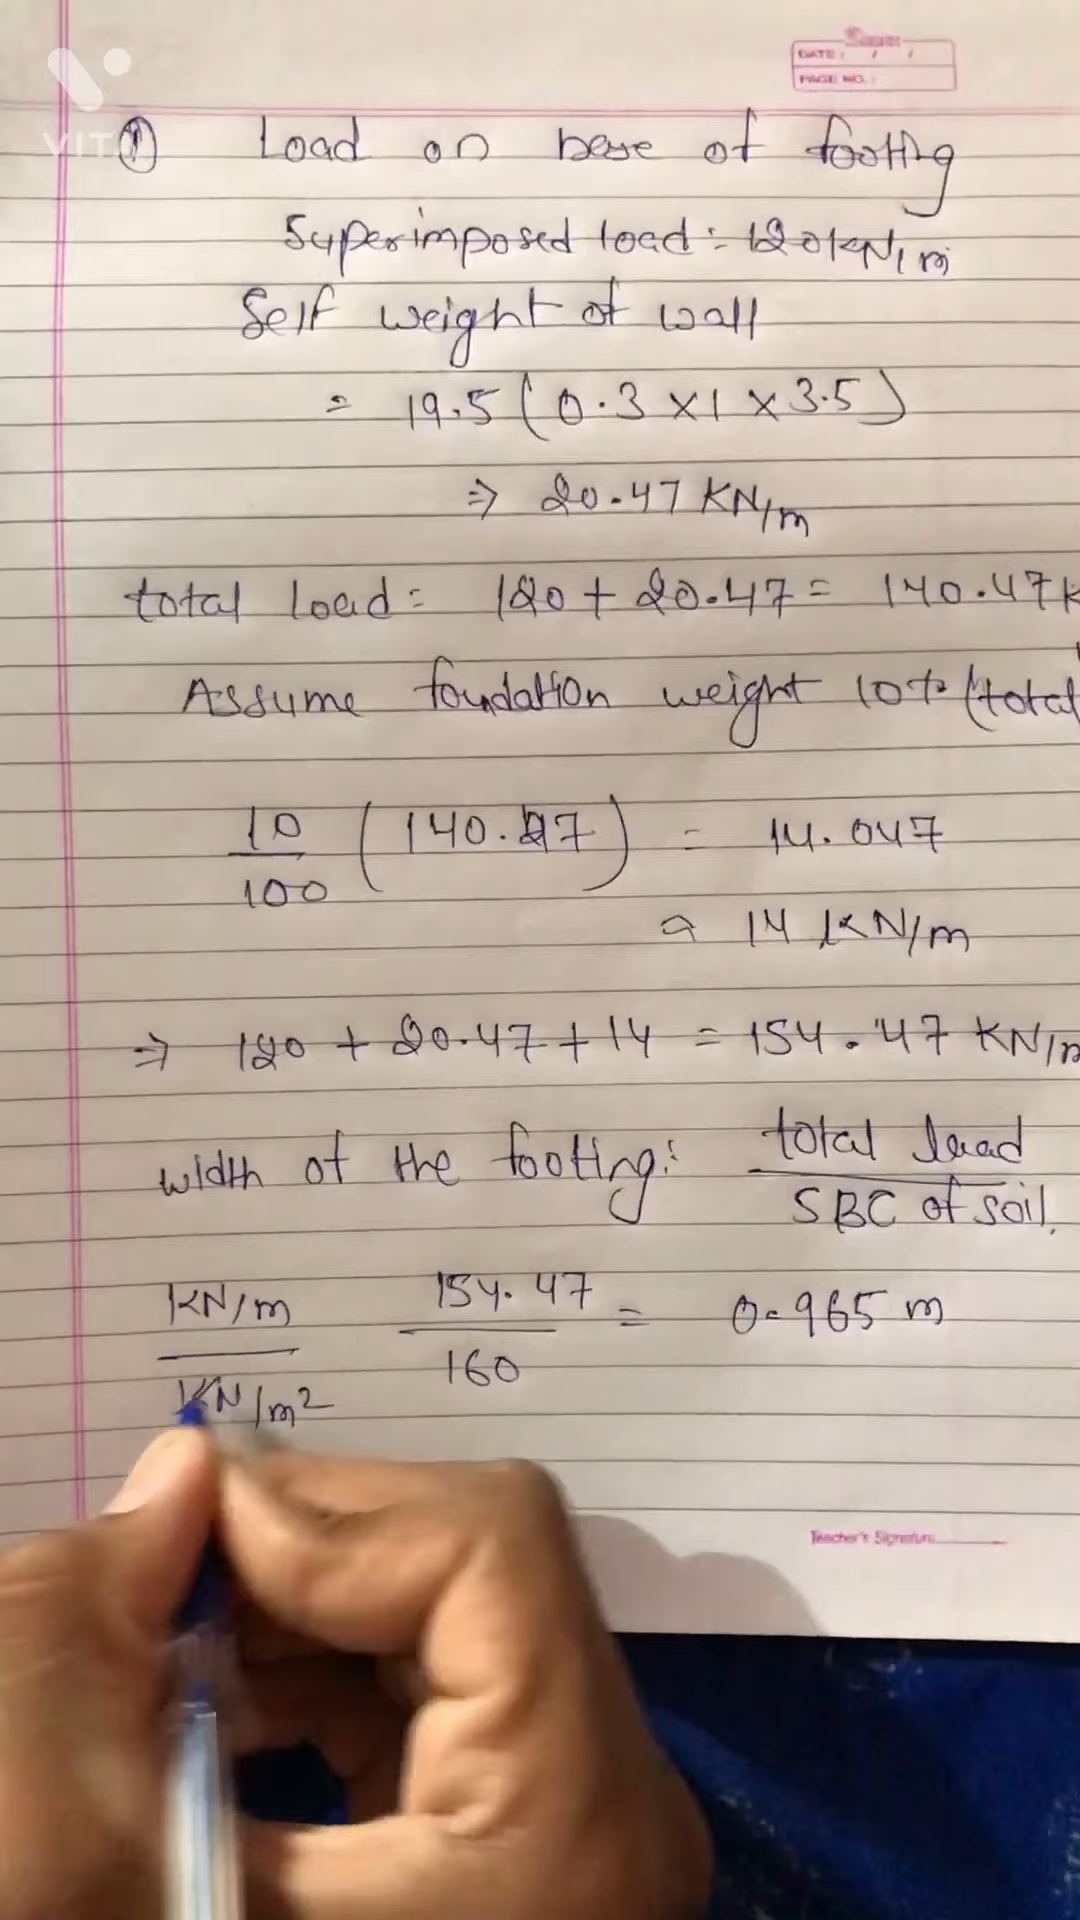 DATE: / /
PAGE NO.:
VITA
① Load on base of footing
Superimposed load = 120 KN/m
Self weight of wall
= 19.5 (0.3 × 1 × 3.5)
⇒ 20.47 KN/m
total load = 120 + 20.47 = 140.47 K
Assume foundation weight 10% (total
10/100 (140.47) = 14.047
= 14 KN/m
⇒ 120 + 20.47 + 14 = 154.47 KN/m
width of the footing: total load / SBC of soil.
KN/m / KN/m² 154.47 / 160 = 0.965 m
Teacher's Signature